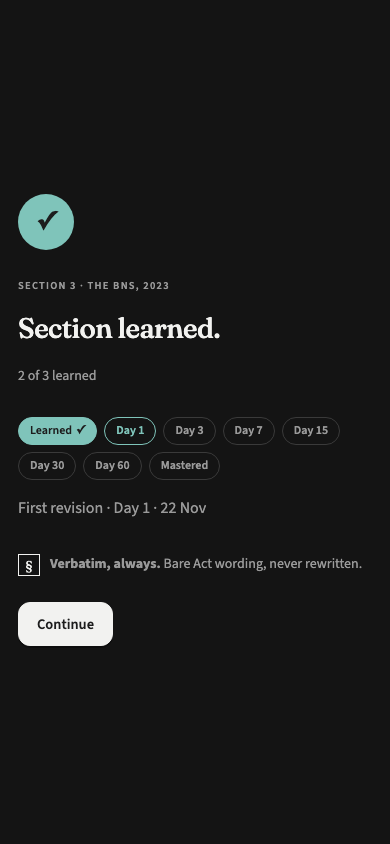 ✓
SECTION 3 · THE BNS, 2023
Section learned.
2 of 3 learned
Learned ✓ Day 1 Day 3 Day 7 Day 15
Day 30 Day 60 Mastered
First revision · Day 1 · 22 Nov
§ Verbatim, always. Bare Act wording, never rewritten.
Continue